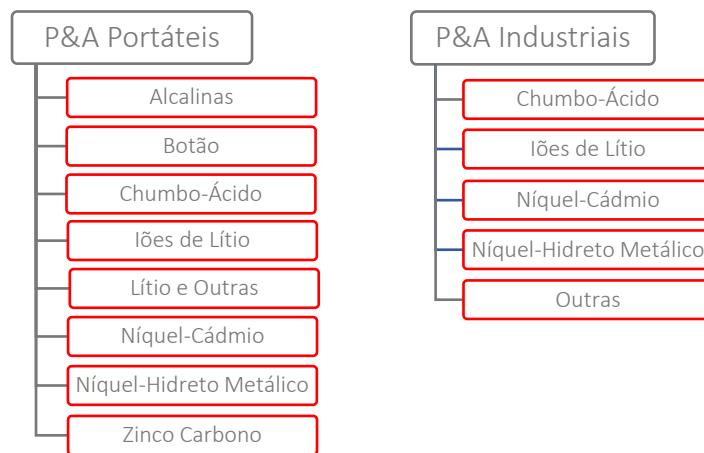 P&A Portáteis
Alcalinas
Botão
Chumbo-Ácido
Iões de Lítio
Lítio e Outras
Níquel-Cádmio
Níquel-Hidreto Metálico
Zinco Carbono
P&A Industriais
Chumbo-Ácido
Iões de Lítio
Níquel-Cádmio
Níquel-Hidreto Metálico
Outras